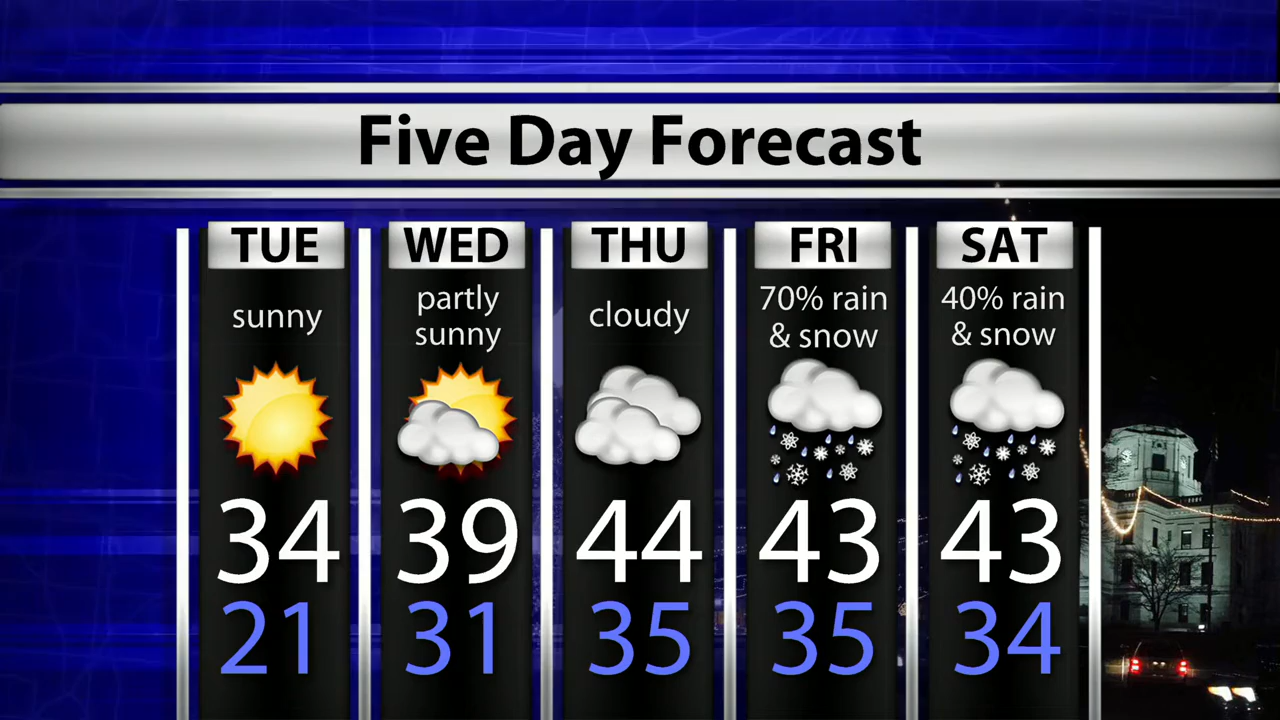 Five Day Forecast
TUE
sunny
34
21
WED
partly
sunny
39
31
THU
cloudy
44
35
FRI
70% rain
& snow
43
35
SAT
40% rain
& snow
43
34